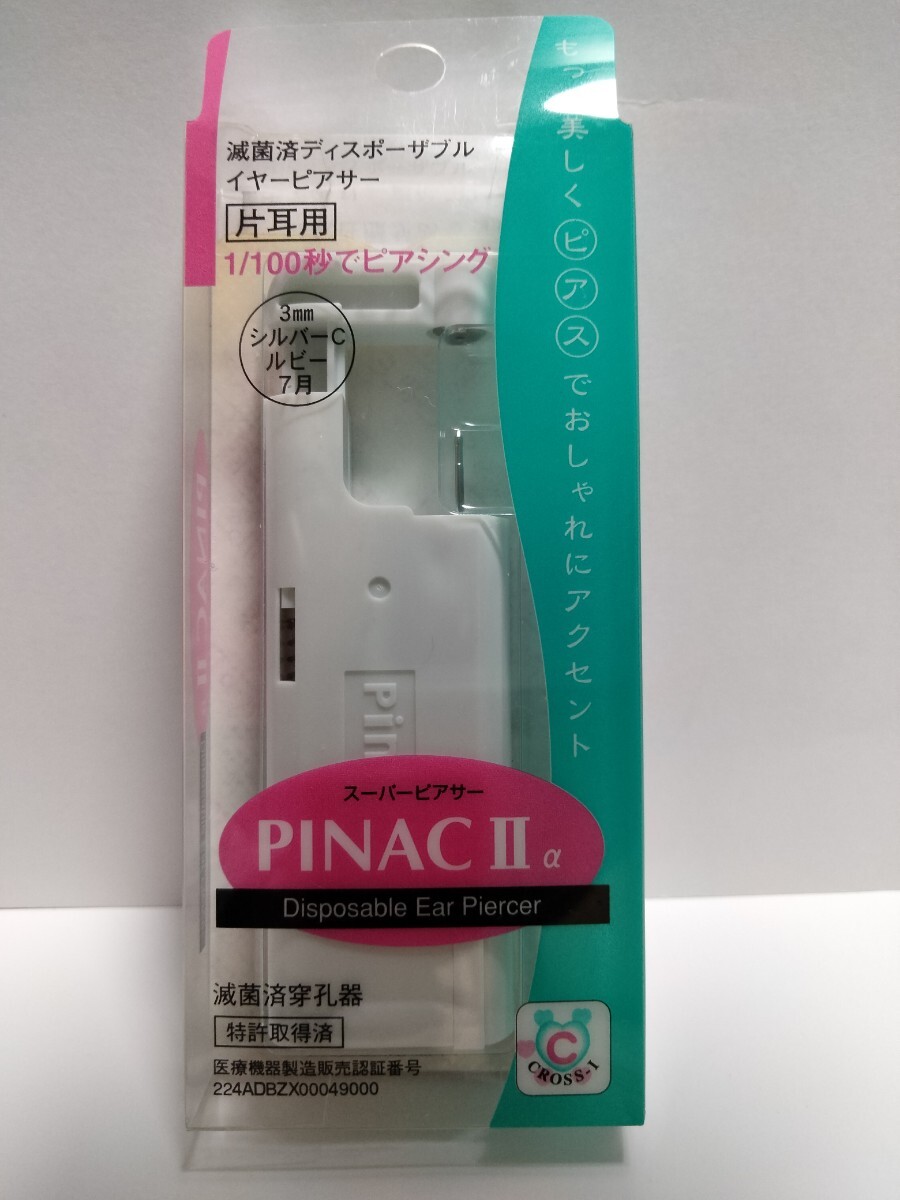 滅菌済ディスポーザブル
イヤーピアサー
片耳用
1/100秒でピアシング
3mm
シルバーC
ルビー
7月
もっと美しくピアスでおしゃれにアクセント
Pin
スーパーピアサー
PINAC II α
Disposable Ear Piercer
滅菌済穿孔器
特許取得済
医療機器製造販売認証番号
224ADBZX00049000
C
CROSS-I
PINAC II